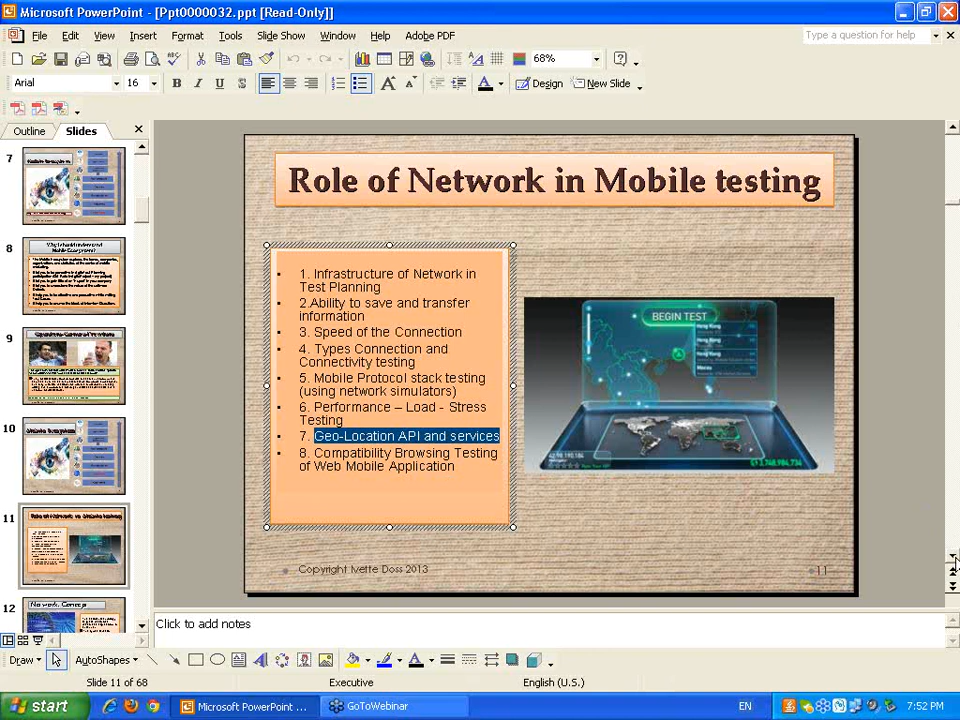 Microsoft PowerPoint - [Ppt0000032.ppt [Read-Only]]
File Edit View Insert Format Tools Slide Show Window Help Adobe PDF
Type a question for help
68%
Arial 16 B I U S Design New Slide
Outline Slides
7
8
9
10
11
12
Role of Network in Mobile testing
1. Infrastructure of Network in
Test Planning
2.Ability to save and transfer
information
3. Speed of the Connection
4. Types Connection and
Connectivity testing
5. Mobile Protocol stack testing
(using network simulators)
6. Performance – Load - Stress
Testing
7. Geo-Location API and services
8. Compatibility Browsing Testing
of Web Mobile Application
BEGIN TEST
Copyright Ivette Doss 2013
11
Click to add notes
Draw AutoShapes
Slide 11 of 68 Executive English (U.S.)
start Microsoft PowerPoint ... GoToWebinar EN 7:52 PM